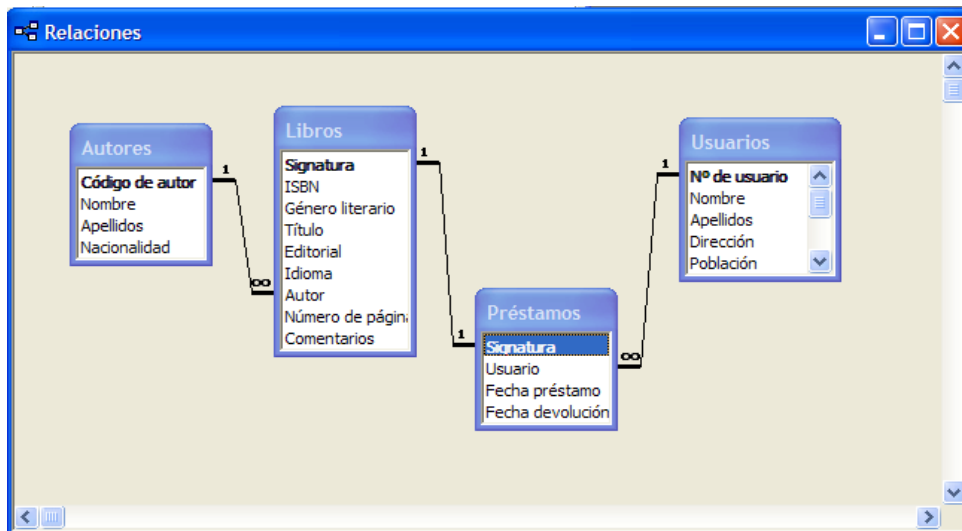 Relaciones
Autores
Código de autor
Nombre
Apellidos
Nacionalidad
1
∞
Libros
Signatura
ISBN
Género literario
Título
Editorial
Idioma
Autor
Número de págin
Comentarios
1
1
Préstamos
Signatura
Usuario
Fecha préstamo
Fecha devolución
∞
1
Usuarios
Nº de usuario
Nombre
Apellidos
Dirección
Población